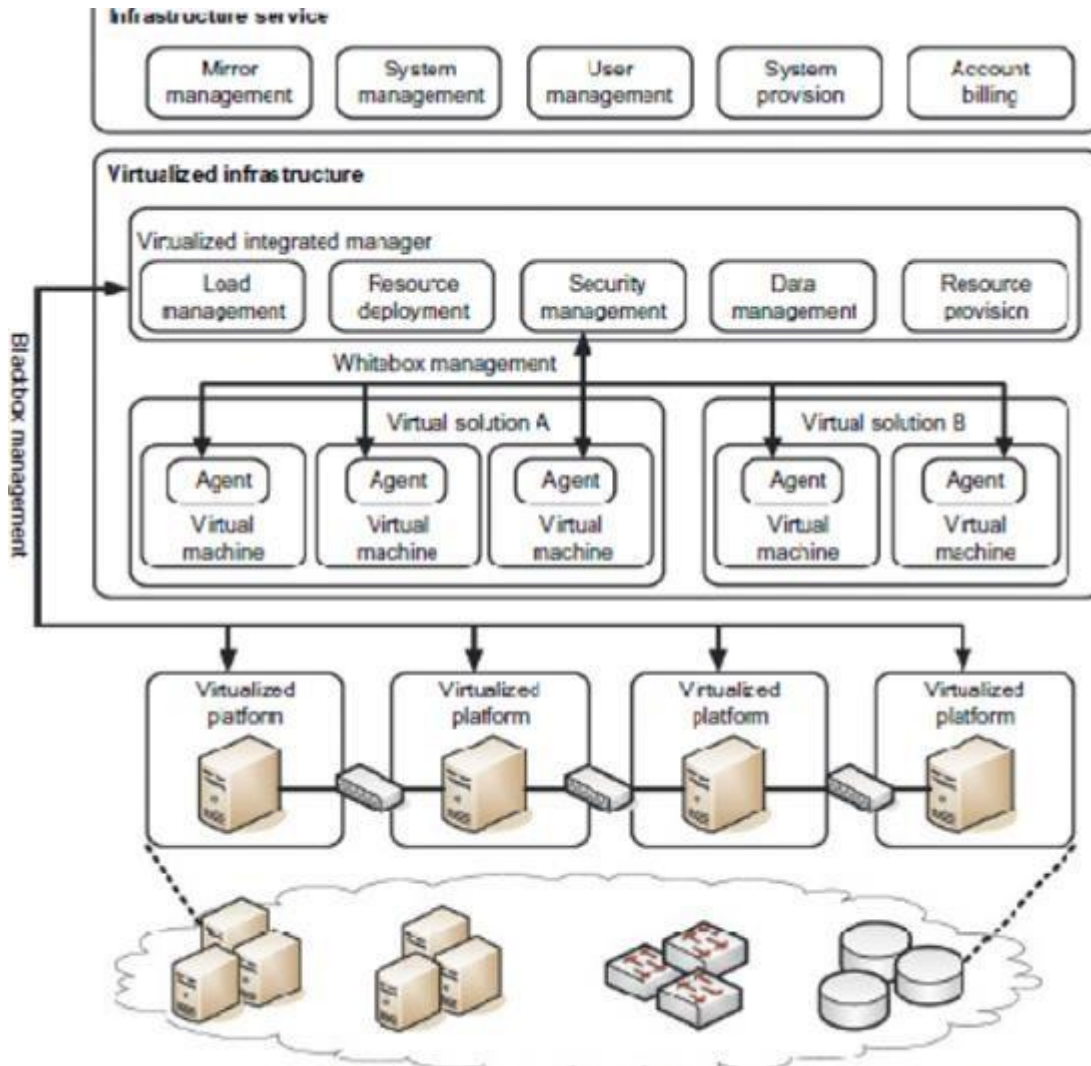 Infrastructure service
Mirror
management
System
management
User
management
System
provision
Account
billing
Virtualized infrastructure
Virtualized integrated manager
Load
management
Resource
deployment
Security
management
Data
management
Resource
provision
Blackbox management
Whitebox management
Virtual solution A
Agent
Virtual
machine
Agent
Virtual
machine
Agent
Virtual
machine
Virtual solution B
Agent
Virtual
machine
Agent
Virtual
machine
Virtualized
platform
Virtualized
platform
Virtualized
platform
Virtualized
platform